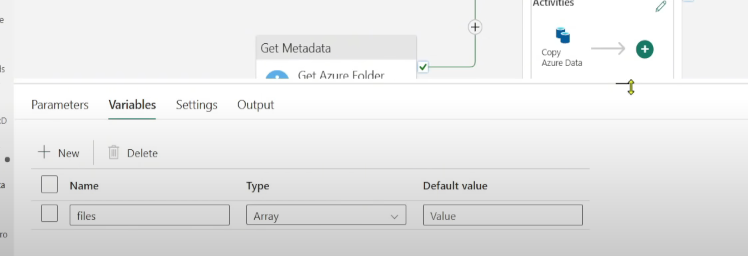 Activities
Get Metadata
Get Azure Folder
Copy
Azure Data
Parameters Variables Settings Output
New Delete
Name Type Default value
files Array Value